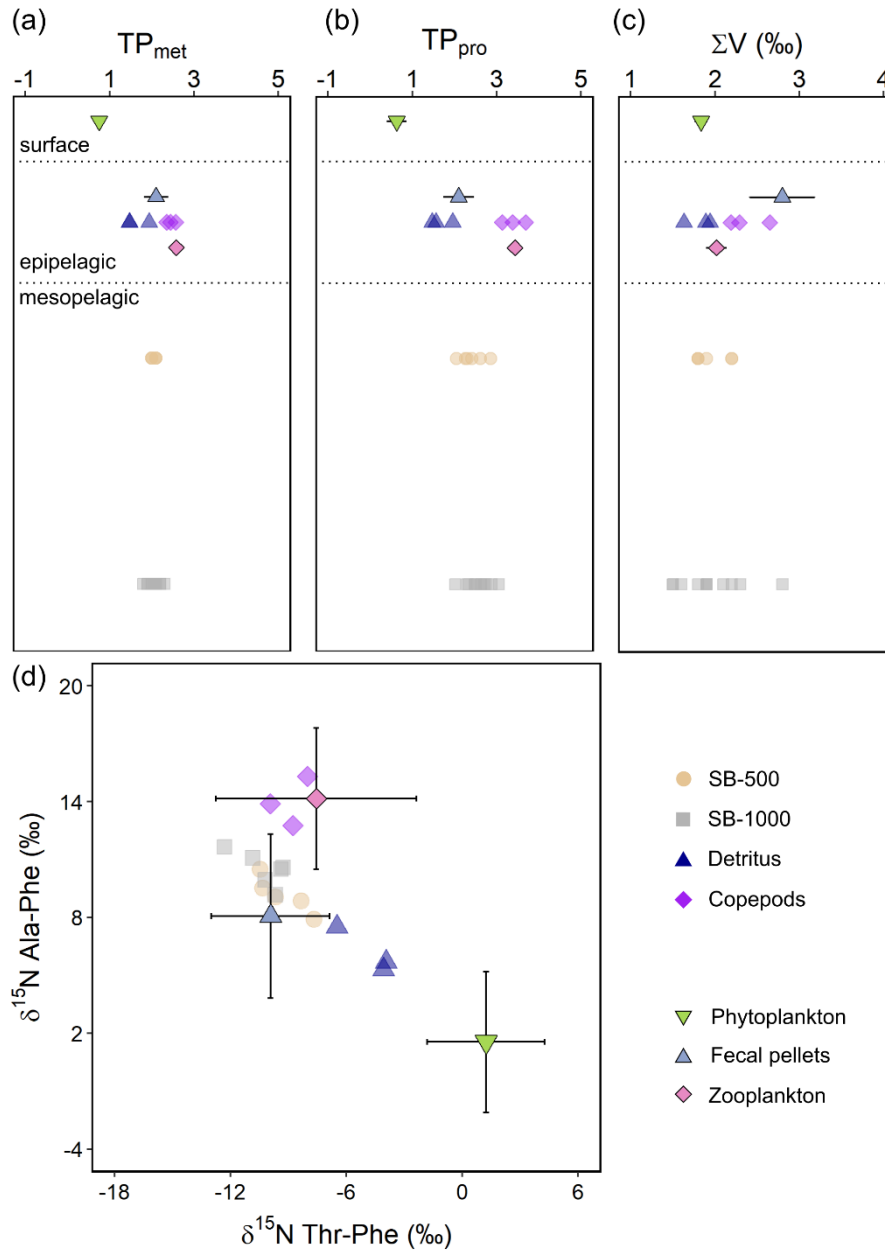 (a) (b) (c)
TPmet TPpro ΣV (‰)
-1 1 3 5 -1 1 3 5 1 2 3 4
surface
epipelagic
mesopelagic
(d)
20
14
8
2
-4
δ15N Ala-Phe (‰)
-18 -12 -6 0 6
δ15N Thr-Phe (‰)
SB-500
SB-1000
Detritus
Copepods
Phytoplankton
Fecal pellets
Zooplankton